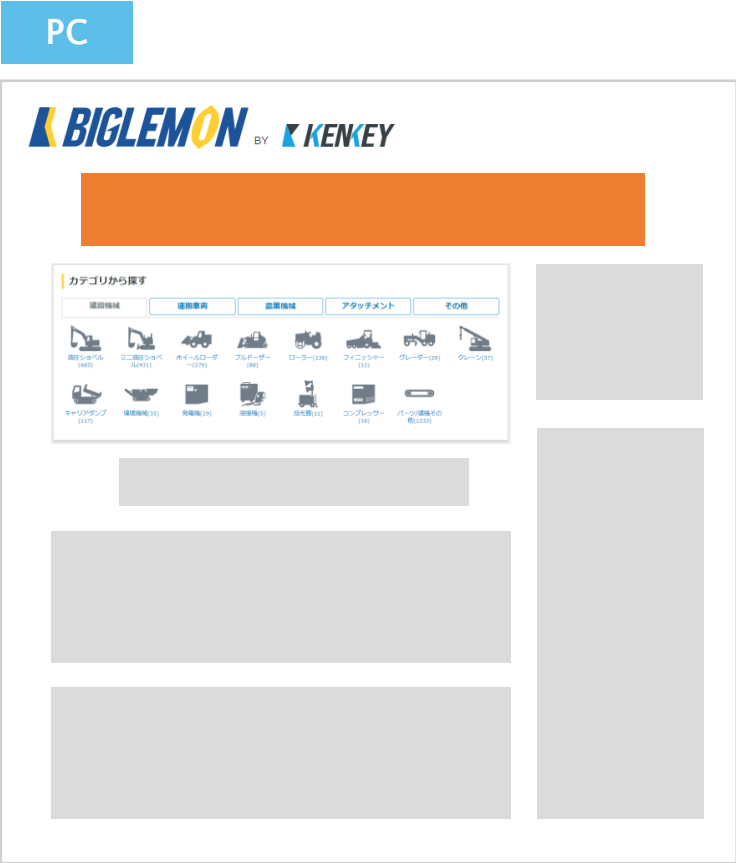 PC
BIGLEMON BY KENKEY
カテゴリから探す
建設機械 運搬車両 農業機械 アタッチメント その他
油圧ショベル ミニ油圧ショベ ホイールローダ ブルドーザー ローラー(136) フィニッシャー グレーダー(29) クレーン(37)
(685) ル(431) ー(279) (88) (12)
キャリアダンプ 環境機械(35) 発電機(29) 溶接機(5) 投光器(11) コンプレッサー パーツ/建機その
(117) (16) 他(1233)